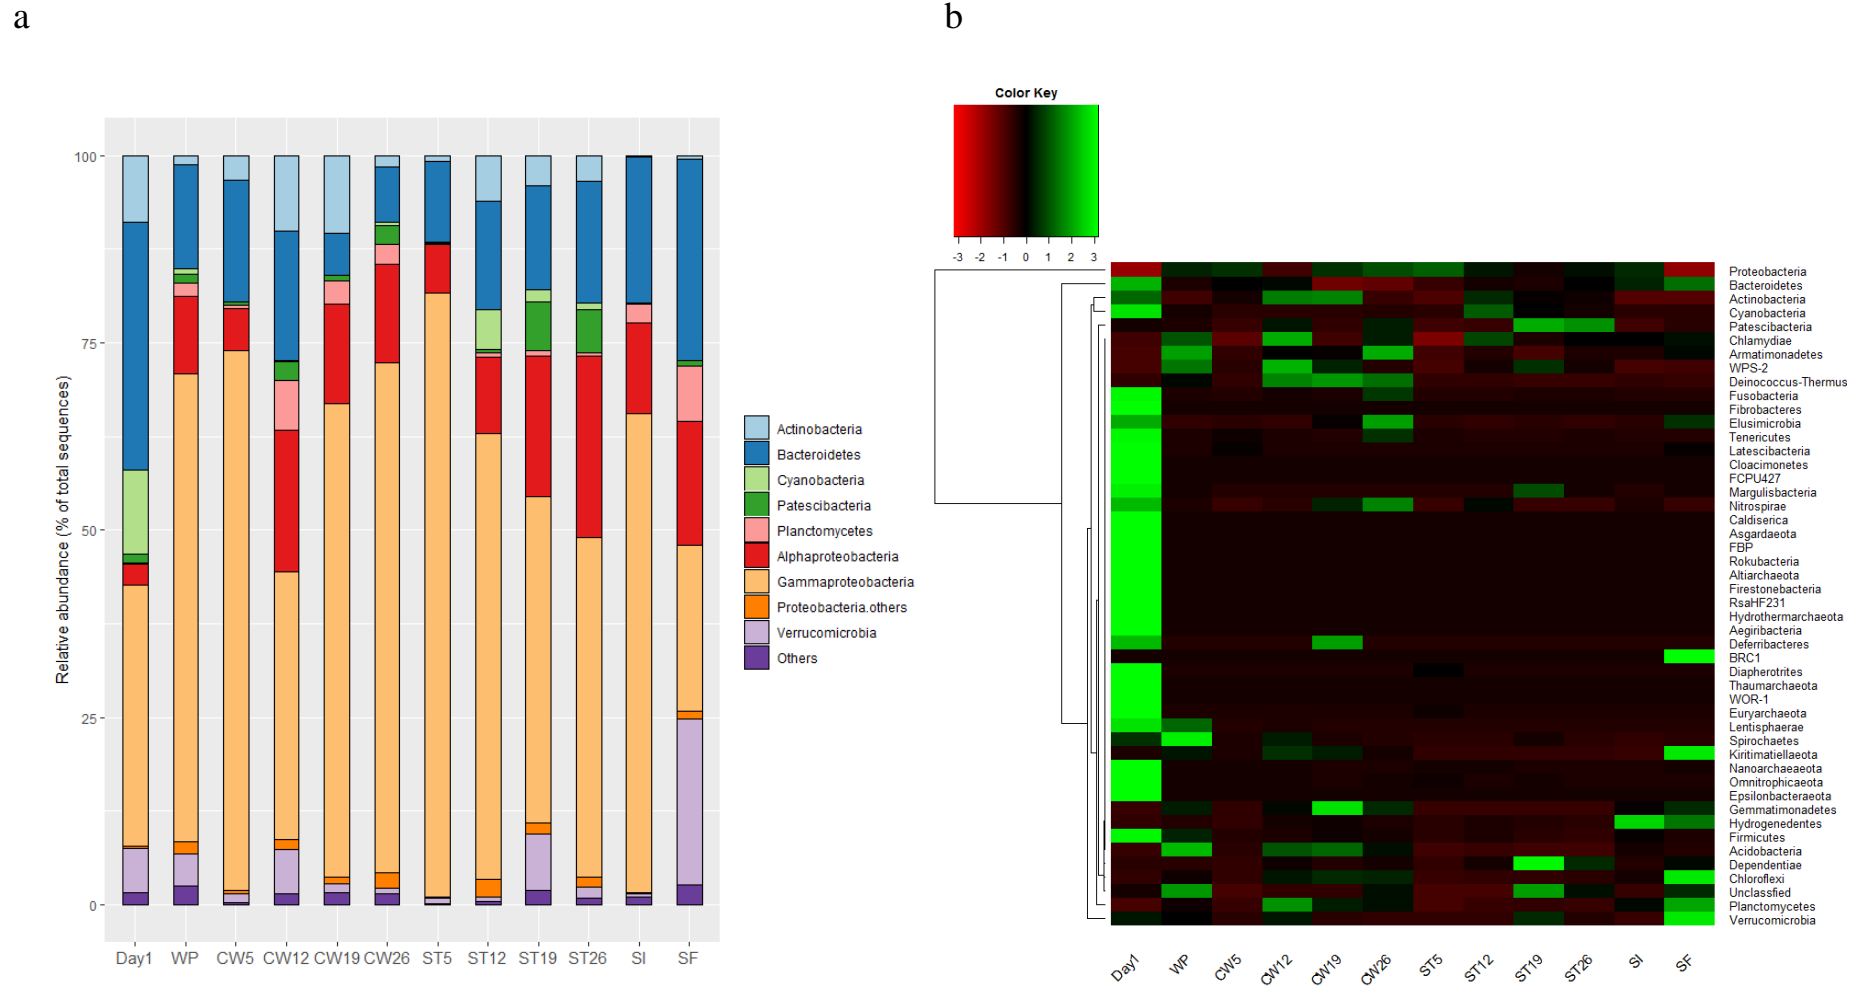 a
b
Color Key
-3 -2 -1 0 1 2 3
Relative abundance (% of total sequences)
100
75
50
25
0
Day1 WP CW5 CW12 CW19 CW26 ST5 ST12 ST19 ST26 SI SF
Actinobacteria
Bacteroidetes
Cyanobacteria
Patescibacteria
Planctomycetes
Alphaproteobacteria
Gammaproteobacteria
Proteobacteria.others
Verrucomicrobia
Others
Proteobacteria
Bacteroidetes
Actinobacteria
Cyanobacteria
Patescibacteria
Chlamydiae
Armatimonadetes
WPS-2
Deinococcus-Thermus
Fusobacteria
Fibrobacteres
Elusimicrobia
Tenericutes
Latescibacteria
Cloacimonetes
FCPU427
Margulisbacteria
Nitrospirae
Caldiserica
Asgardaeota
FBP
Rokubacteria
Altiarchaeota
Firestonebacteria
RsaHF231
Hydrothermarchaeota
Aegiribacteria
Deferribacteres
BRC1
Diapherotrites
Thaumarchaeota
WOR-1
Euryarchaeota
Lentisphaerae
Spirochaetes
Kiritimatiellaeota
Nanoarchaeaeota
Omnitrophicaeota
Epsilonbacteraeota
Gemmatimonadetes
Hydrogenedentes
Firmicutes
Acidobacteria
Dependentiae
Chloroflexi
Unclassfied
Planctomycetes
Verrucomicrobia
Day1 WP CW5 CW12 CW19 CW26 ST5 ST12 ST19 ST26 SI SF